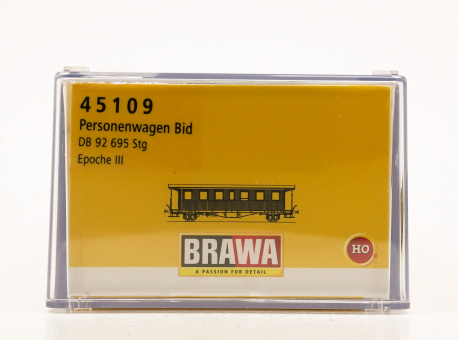 45109
Personenwagen Bid
DB 92 695 Stg
Epoche III
BRAWA
A PASSION FOR DETAIL
HO